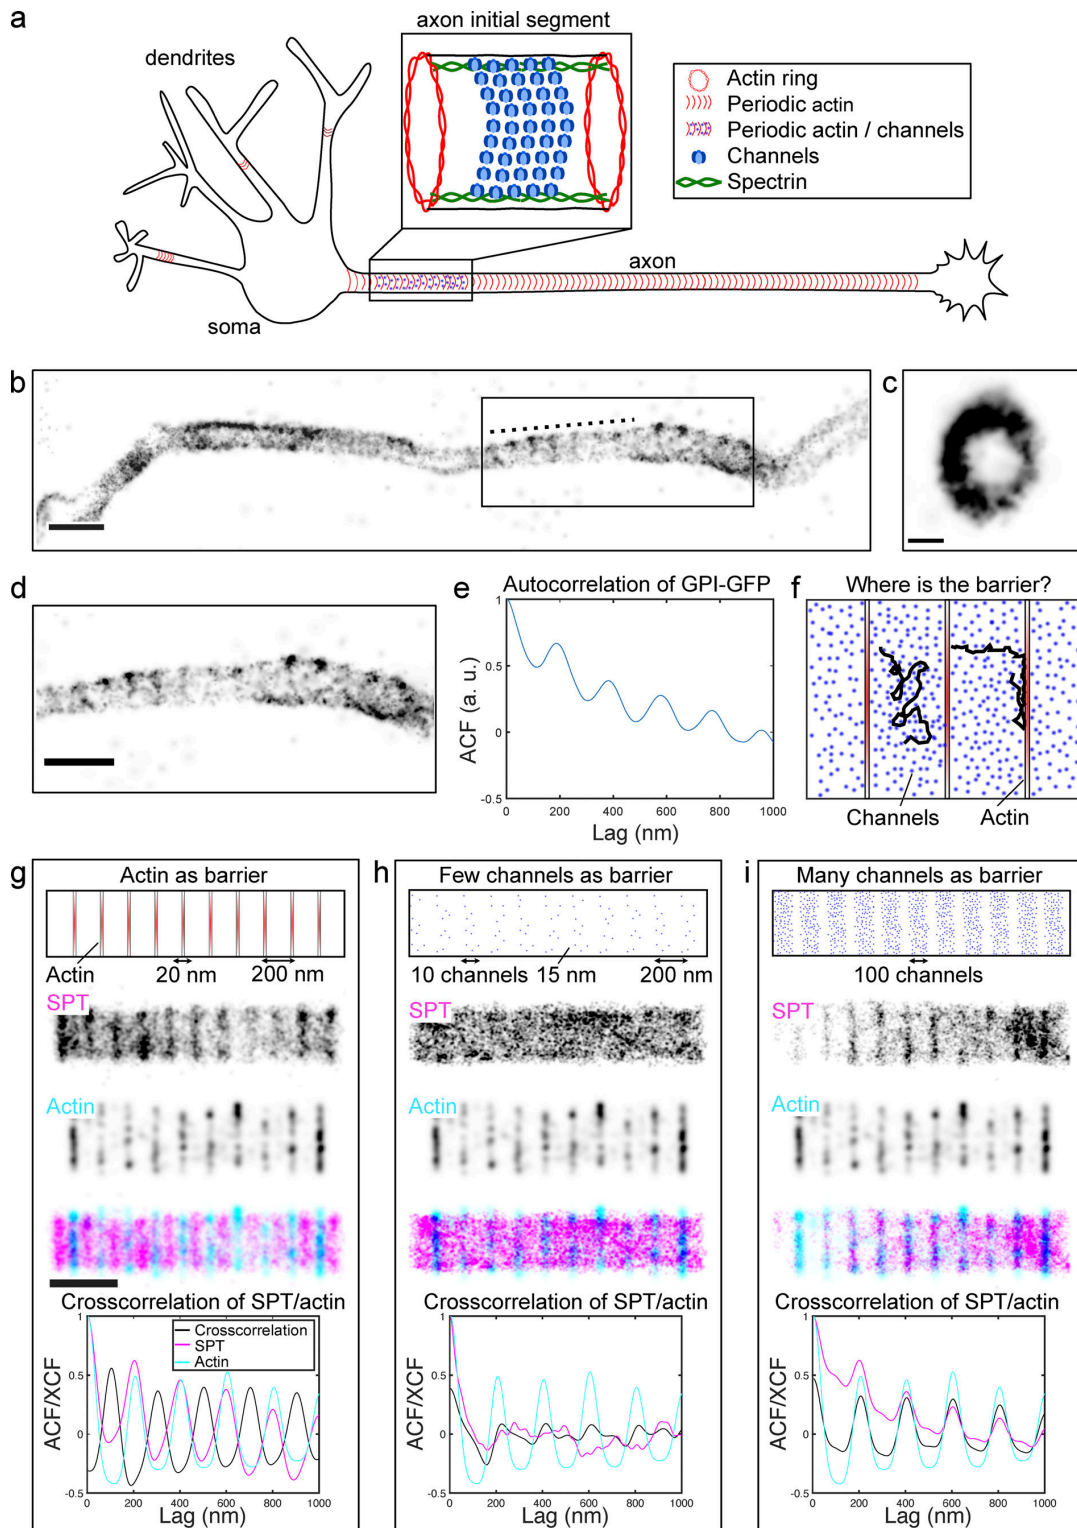 a
axon initial segment
dendrites
Actin ring
Periodic actin
Periodic actin / channels
Channels
Spectrin
axon
soma
b
c
d
e
Autocorrelation of GPI-GFP
1
0.5
0
-0.5
ACF (a. u.)
0 200 400 600 800 1000
Lag (nm)
f
Where is the barrier?
Channels
Actin
g
Actin as barrier
Actin
20 nm
200 nm
SPT
Actin
Crosscorrelation of SPT/actin
Crosscorrelation
SPT
Actin
1
0.5
0
-0.5
ACF/XCF
0 200 400 600 800 1000
Lag (nm)
h
Few channels as barrier
10 channels
15 nm
200 nm
SPT
Actin
Crosscorrelation of SPT/actin
1
0.5
0
-0.5
ACF/XCF
0 200 400 600 800 1000
Lag (nm)
i
Many channels as barrier
100 channels
SPT
Actin
Crosscorrelation of SPT/actin
1
0.5
0
-0.5
ACF/XCF
0 200 400 600 800 1000
Lag (nm)